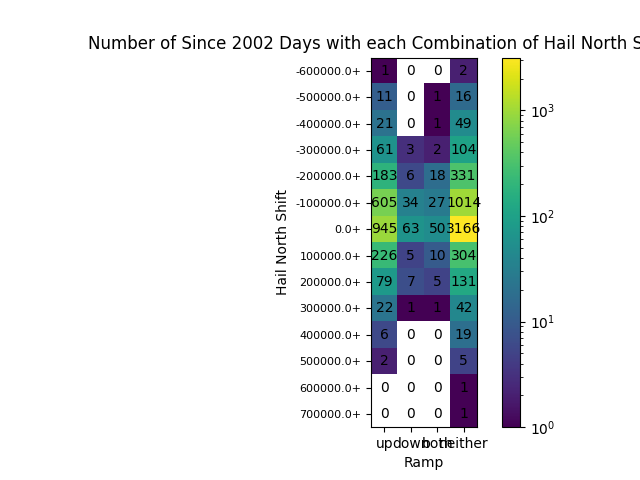 Number of Since 2002 Days with each Combination of Hail North S
-600000.0+ 1 0 0 2
-500000.0+ 11 0 1 16
-400000.0+ 21 0 1 49
-300000.0+ 61 3 2 104
-200000.0+ 183 6 18 331
-100000.0+ 605 34 27 1014
0.0+ 945 63 50 3166
100000.0+ 226 5 10 304
200000.0+ 79 7 5 131
300000.0+ 22 1 1 42
400000.0+ 6 0 0 19
500000.0+ 2 0 0 5
600000.0+ 0 0 0 1
700000.0+ 0 0 0 1
up down both neither
Ramp
Hail North Shift
10³
10²
10¹
10⁰